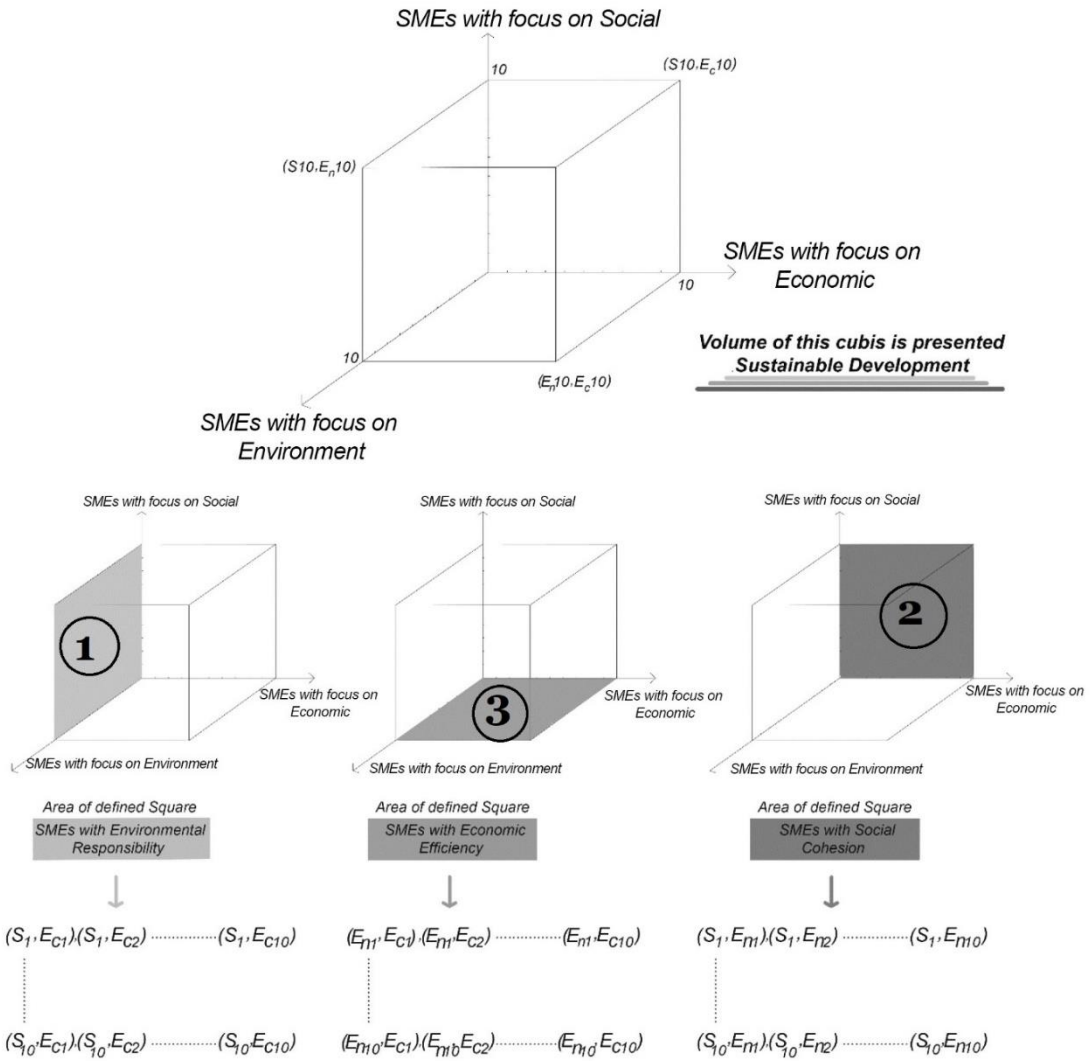 SMEs with focus on Social
10
(S10,Ec10)
(S10,En10)
SMEs with focus on
Economic
10
Volume of this cubis is presented
Sustainable Development
10
(En10,Ec10)
SMEs with focus on
Environment
SMEs with focus on Social
SMEs with focus on Social
SMEs with focus on Social
1
3
2
SMEs with focus on
Economic
SMEs with focus on
Economic
SMEs with focus on
Economic
SMEs with focus on Environment
SMEs with focus on Environment
SMEs with focus on Environment
Area of defined Square
SMEs with Environmental
Responsibility
Area of defined Square
SMEs with Economic
Efficiency
Area of defined Square
SMEs with Social
Cohesion
(S1,Ec1),(S1,Ec2) ............ (S1,Ec10)
(En1,Ec1),(En1,Ec2) ............ (En1,Ec10)
(S1,En1),(S1,En2) ............ (S1,En10)
(S10,Ec1),(S10,Ec2) ............ (S10,Ec10)
(En10,Ec1),(En10,Ec2) ............ (En10,Ec10)
(S10,En1),(S10,En2) ............ (S10,En10)